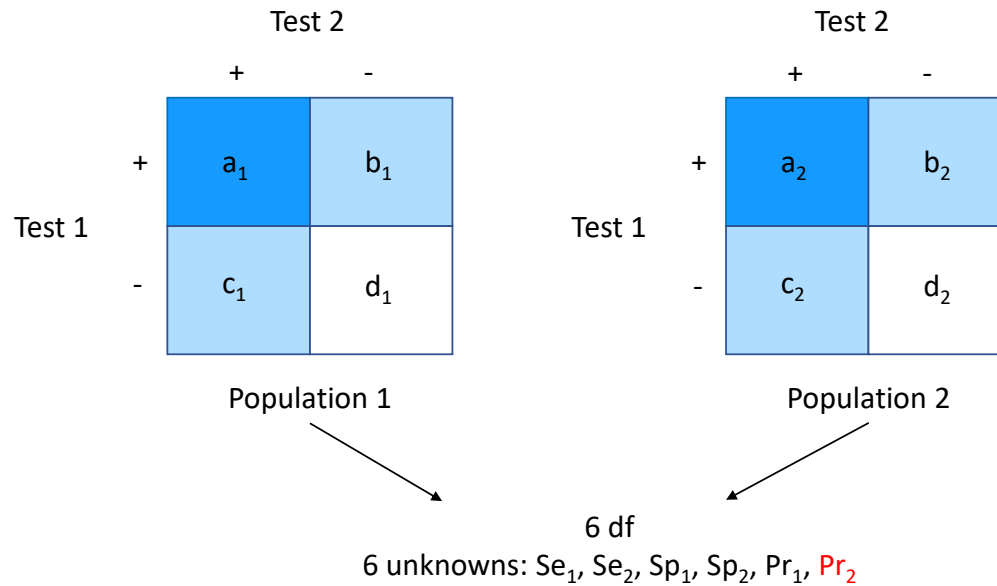 Test 2
+ -
+ a₁ b₁
Test 1
- c₁ d₁
Population 1
Test 2
+ -
+ a₂ b₂
Test 1
- c₂ d₂
Population 2
6 df
6 unknowns: Se₁, Se₂, Sp₁, Sp₂, Pr₁, Pr₂